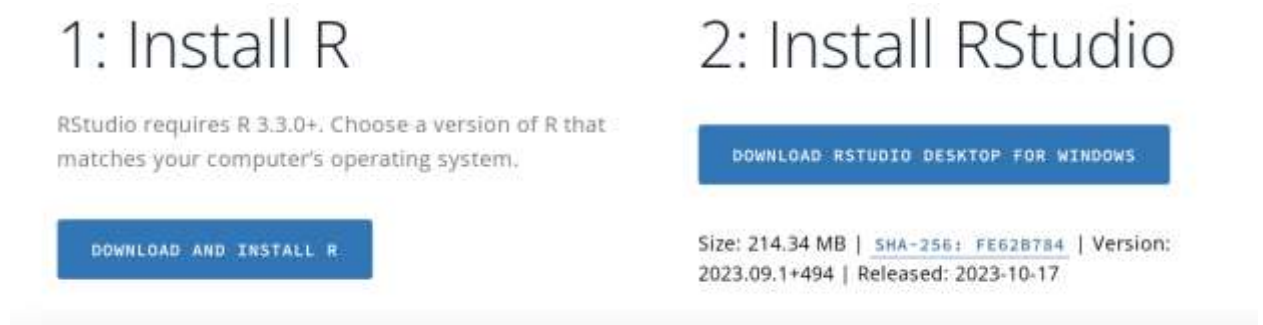 1: Install R
RStudio requires R 3.3.0+. Choose a version of R that
matches your computer's operating system.
DOWNLOAD AND INSTALL R
2: Install RStudio
DOWNLOAD RSTUDIO DESKTOP FOR WINDOWS
Size: 214.34 MB | SHA-256: FE62B784 | Version:
2023.09.1+494 | Released: 2023-10-17